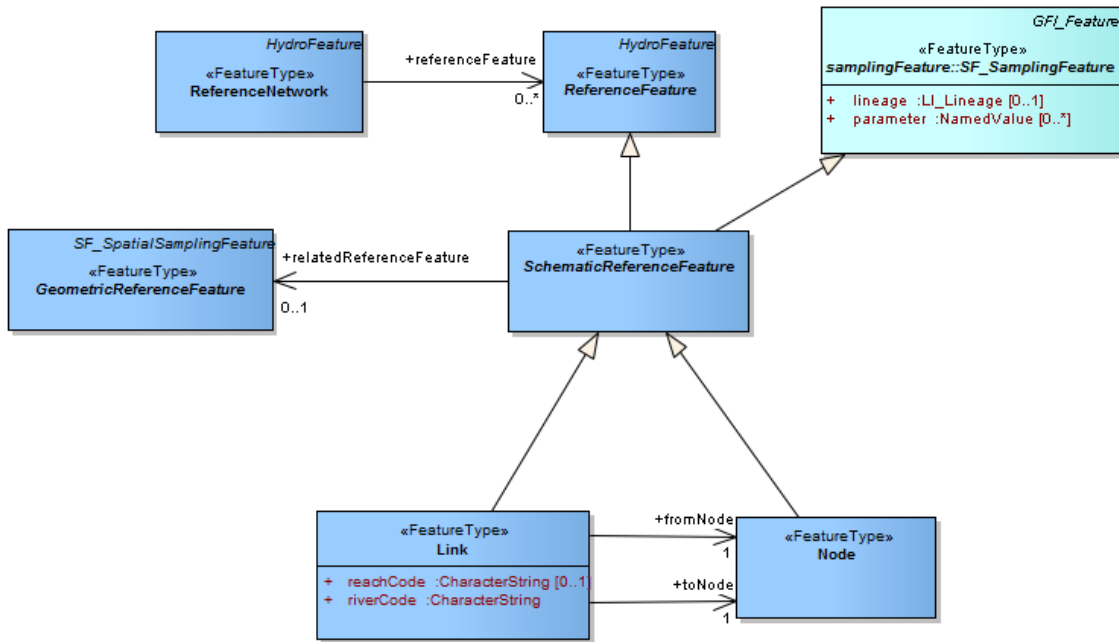 HydroFeature
«FeatureType»
ReferenceNetwork
+referenceFeature
0..*
HydroFeature
«FeatureType»
ReferenceFeature
GFI_Feature
«FeatureType»
samplingFeature::SF_SamplingFeature
+ lineage :LI_Lineage [0..1]
+ parameter :NamedValue [0..*]
SF_SpatialSamplingFeature
«FeatureType»
GeometricReferenceFeature
+relatedReferenceFeature
0..1
«FeatureType»
SchematicReferenceFeature
«FeatureType»
Link
+ reachCode :CharacterString [0..1]
+ riverCode :CharacterString
+fromNode
1
+toNode
1
«FeatureType»
Node